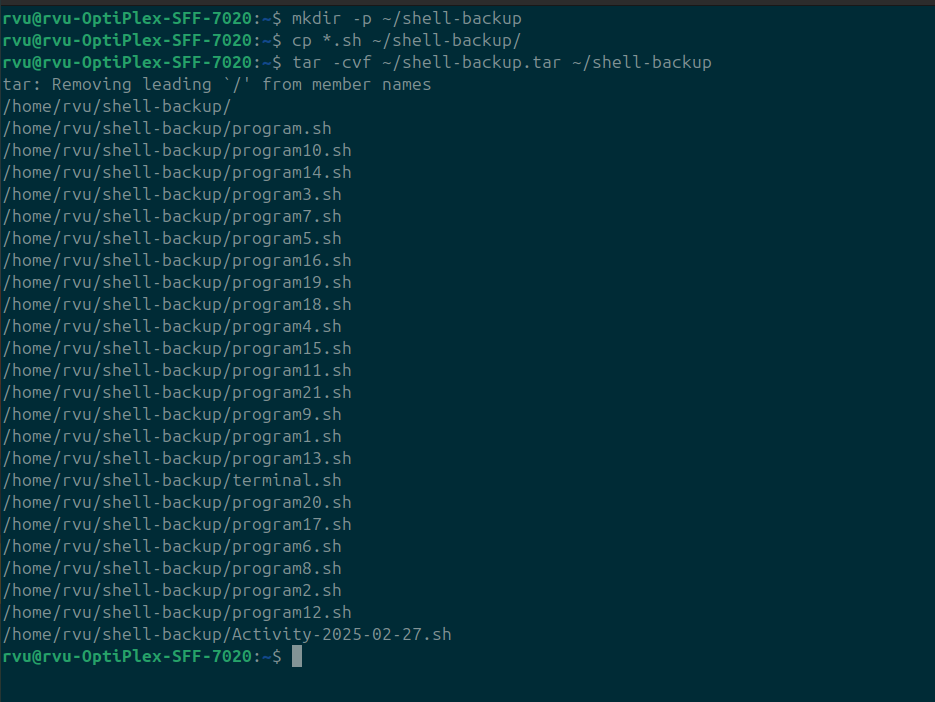 rvu@rvu-OptiPlex-SFF-7020:~$ mkdir -p ~/shell-backup
rvu@rvu-OptiPlex-SFF-7020:~$ cp *.sh ~/shell-backup/
rvu@rvu-OptiPlex-SFF-7020:~$ tar -cvf ~/shell-backup.tar ~/shell-backup
tar: Removing leading `/' from member names
/home/rvu/shell-backup/
/home/rvu/shell-backup/program.sh
/home/rvu/shell-backup/program10.sh
/home/rvu/shell-backup/program14.sh
/home/rvu/shell-backup/program3.sh
/home/rvu/shell-backup/program7.sh
/home/rvu/shell-backup/program5.sh
/home/rvu/shell-backup/program16.sh
/home/rvu/shell-backup/program19.sh
/home/rvu/shell-backup/program18.sh
/home/rvu/shell-backup/program4.sh
/home/rvu/shell-backup/program15.sh
/home/rvu/shell-backup/program11.sh
/home/rvu/shell-backup/program21.sh
/home/rvu/shell-backup/program9.sh
/home/rvu/shell-backup/program1.sh
/home/rvu/shell-backup/program13.sh
/home/rvu/shell-backup/terminal.sh
/home/rvu/shell-backup/program20.sh
/home/rvu/shell-backup/program17.sh
/home/rvu/shell-backup/program6.sh
/home/rvu/shell-backup/program8.sh
/home/rvu/shell-backup/program2.sh
/home/rvu/shell-backup/program12.sh
/home/rvu/shell-backup/Activity-2025-02-27.sh
rvu@rvu-OptiPlex-SFF-7020:~$